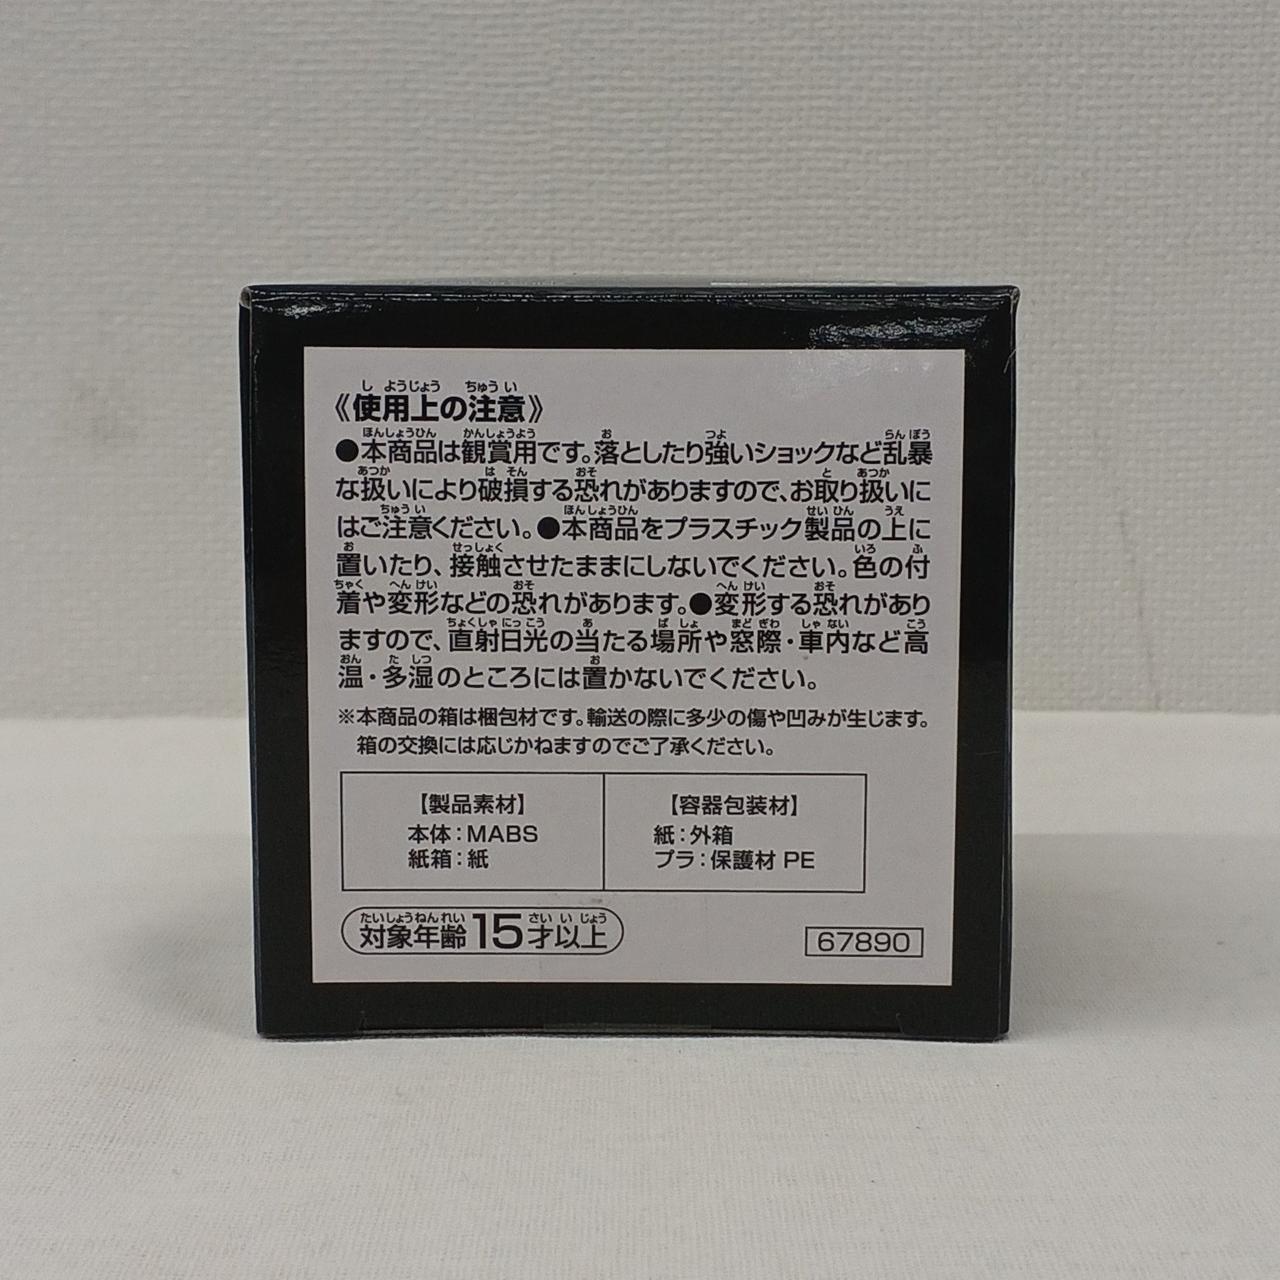 《使用上の注意》
●本商品は観賞用です。落としたり強いショックなど乱暴
な扱いにより破損する恐れがありますので、お取り扱いに
はご注意ください。●本商品をプラスチック製品の上に
置いたり、接触させたままにしないでください。色の付
着や変形などの恐れがあります。●変形する恐れがあり
ますので、直射日光の当たる場所や窓際・車内など高
温・多湿のところには置かないでください。
※本商品の箱は梱包材です。輸送の際に多少の傷や凹みが生じます。
箱の交換には応じかねますのでご了承ください。
【製品素材】
本体：MABS
紙箱：紙
【容器包装材】
紙：外箱
プラ：保護材 PE
対象年齢15才以上
67890